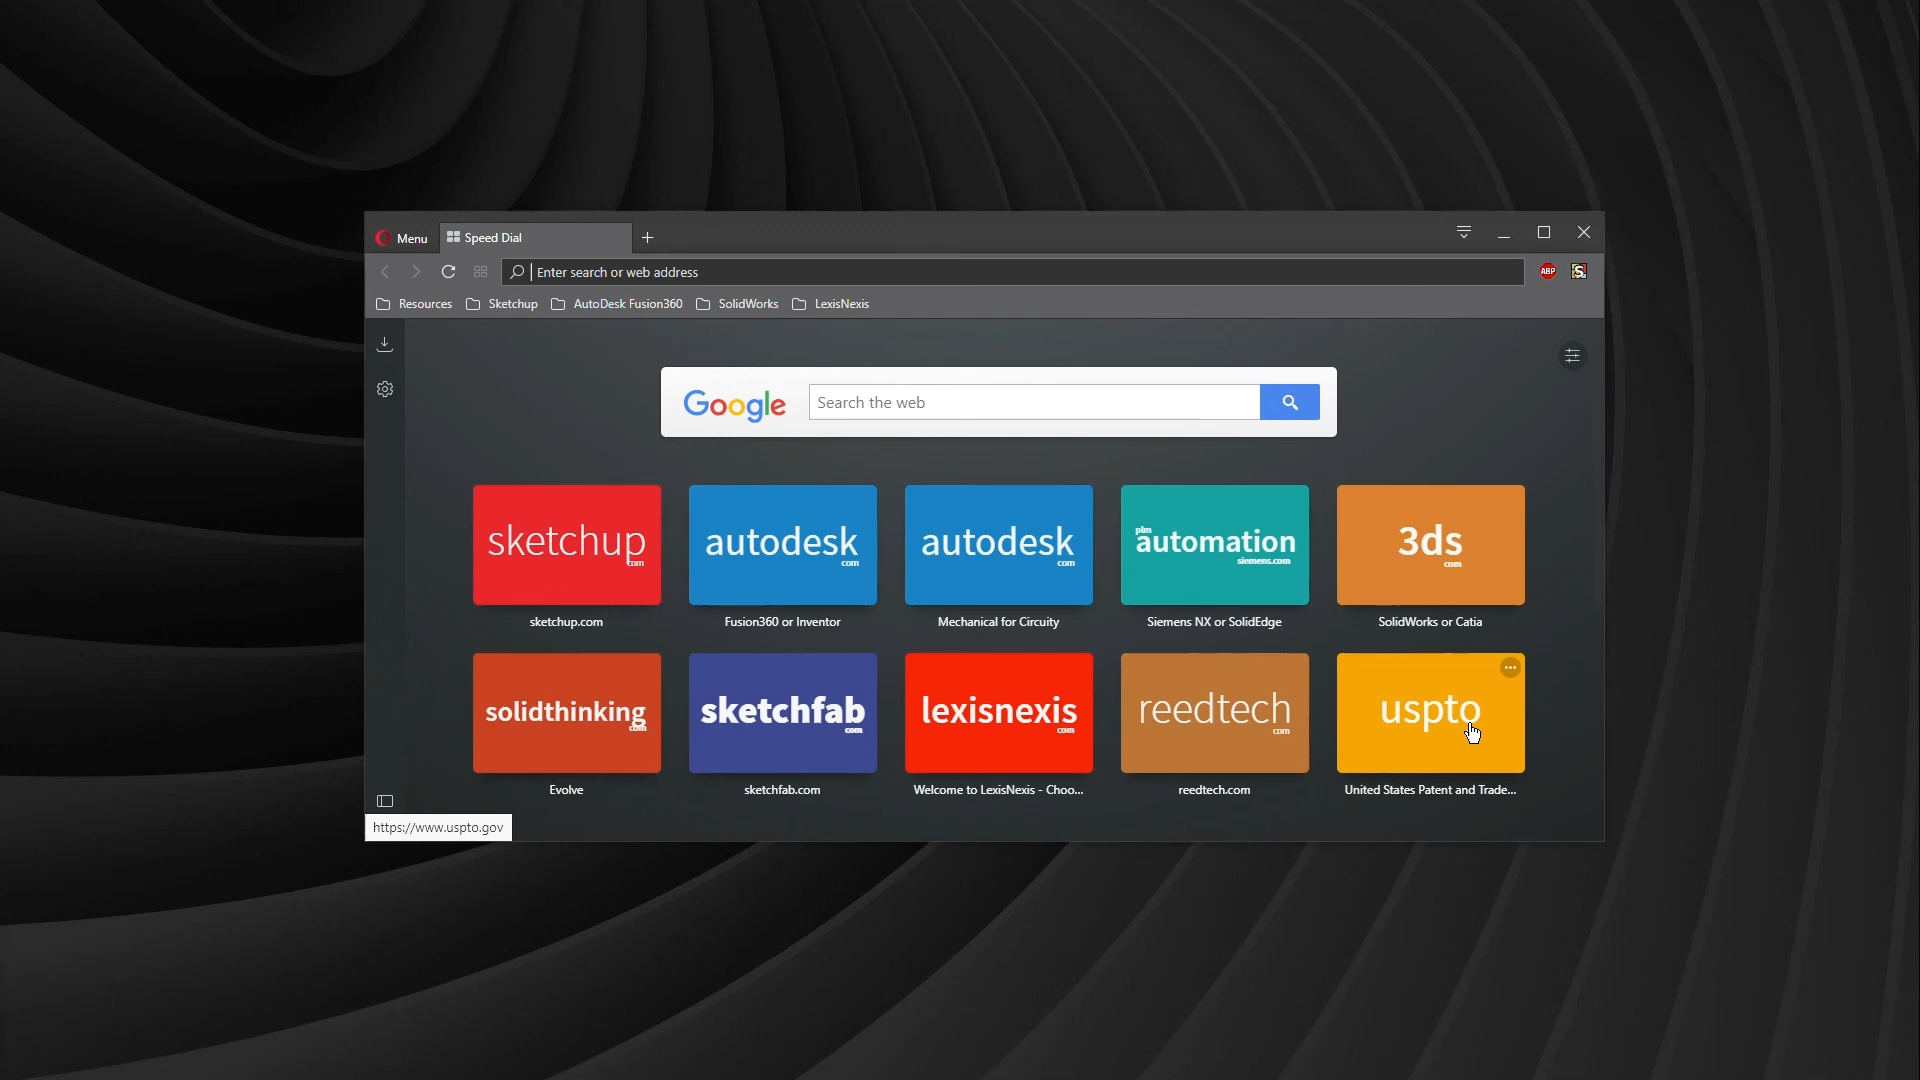 Menu
Speed Dial
Enter search or web address
ABP
S
Resources
Sketchup
AutoDesk Fusion360
SolidWorks
LexisNexis
Google
Search the web
sketchup
com
autodesk
com
autodesk
com
plm
automation
siemens.com
3ds
com
sketchup.com
Fusion360 or Inventor
Mechanical for Circuity
Siemens NX or SolidEdge
SolidWorks or Catia
solidthinking
com
sketchfab
com
lexisnexis
com
reedtech
com
uspto
Evolve
sketchfab.com
Welcome to LexisNexis - Choo...
reedtech.com
United States Patent and Trade...
https://www.uspto.gov